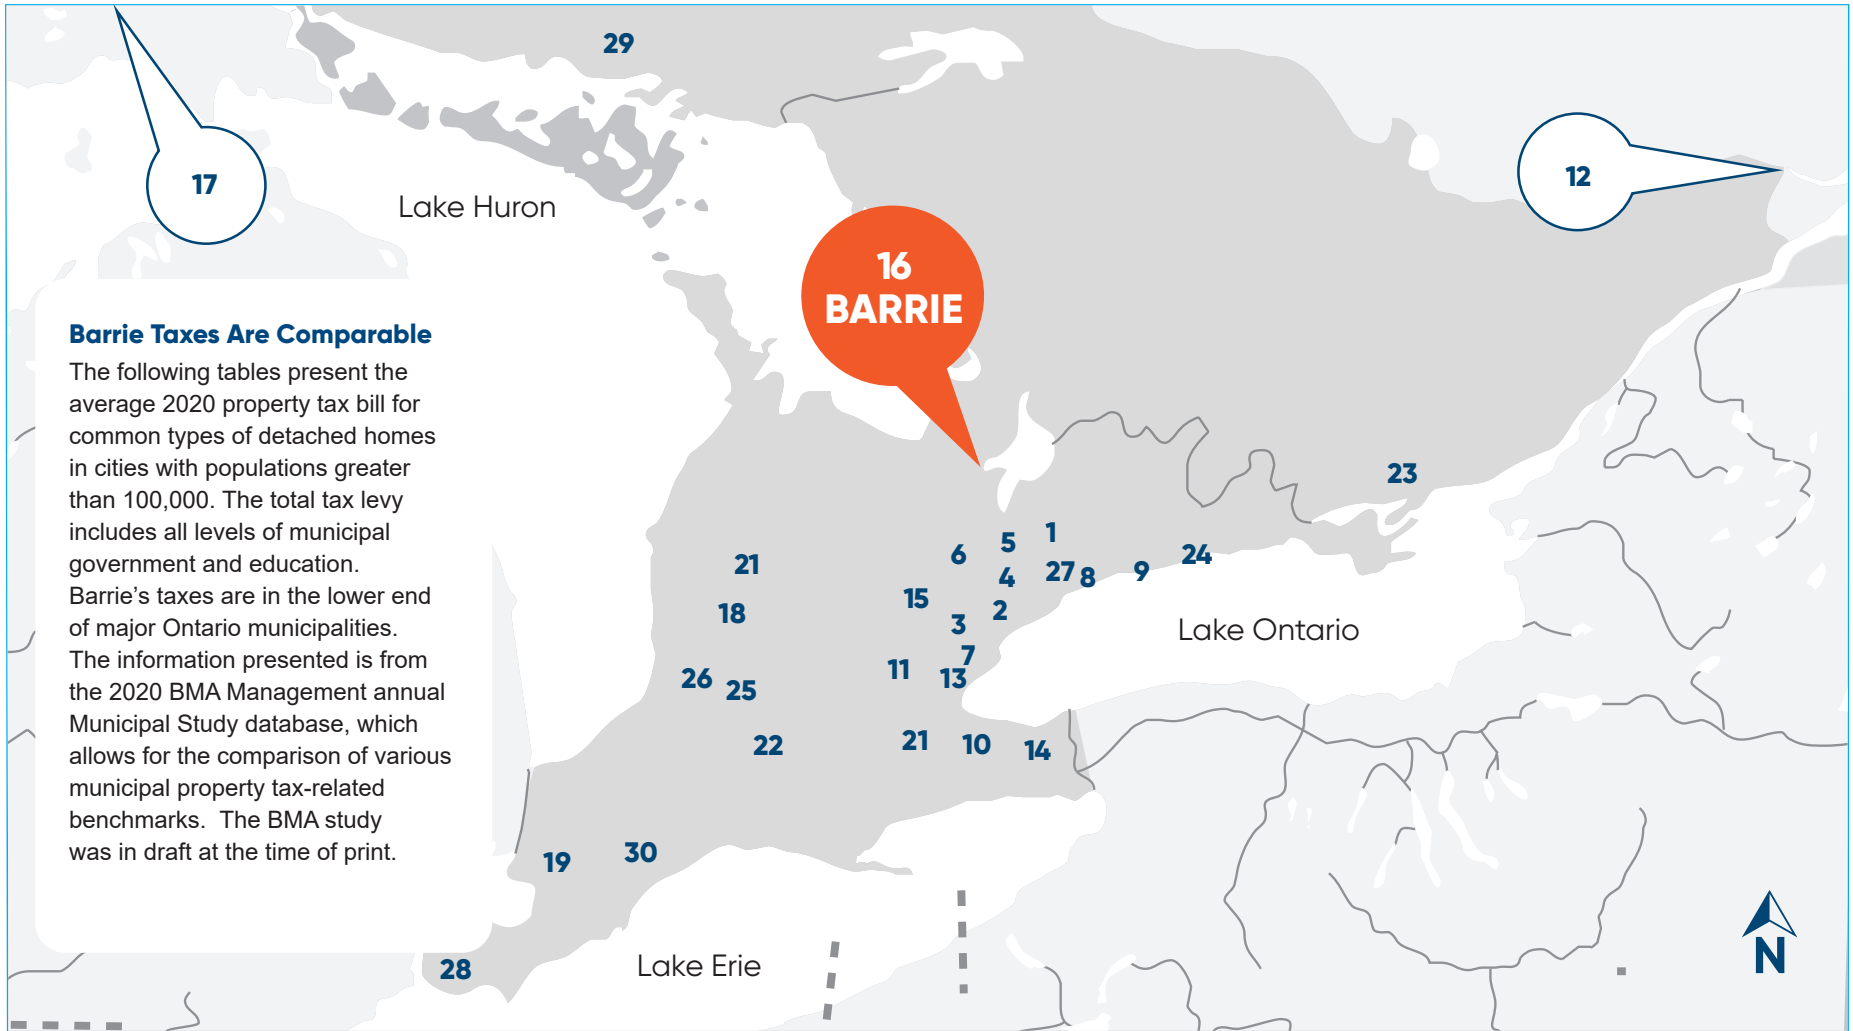 29
17
12
Lake Huron
16
BARRIE
Barrie Taxes Are Comparable
The following tables present the
average 2020 property tax bill for
common types of detached homes
in cities with populations greater
than 100,000. The total tax levy
includes all levels of municipal
government and education.
Barrie's taxes are in the lower end
of major Ontario municipalities.
The information presented is from
the 2020 BMA Management annual
Municipal Study database, which
allows for the comparison of various
municipal property tax-related
benchmarks.  The BMA study
was in draft at the time of print.
23
1
5
6
24
21
27
8
9
4
15
18
2
3
Lake Ontario
7
11
13
26
25
21
10
14
22
30
19
28
Lake Erie
N